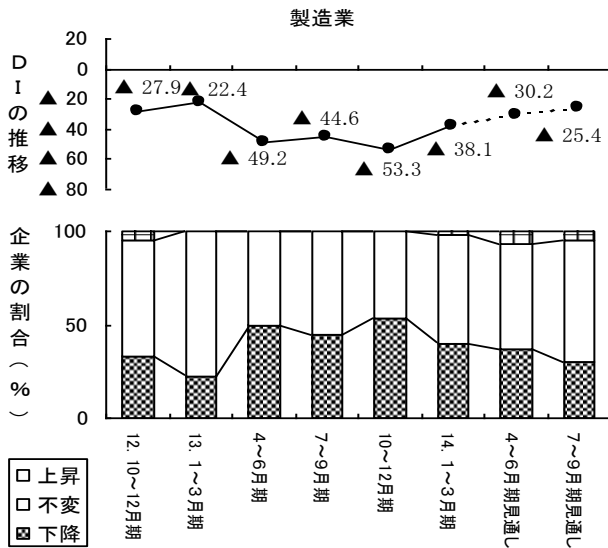 製造業
DIの推移
20
0
▲ 20
▲ 40
▲ 60
▲ 80
▲ 27.9
▲ 22.4
▲ 49.2
▲ 44.6
▲ 53.3
▲ 38.1
▲ 30.2
▲ 25.4
企業の割合(%)
100
50
0
12. 10~12月期
13. 1~3月期
4~6月期
7~9月期
10~12月期
14. 1~3月期
4~6月期見通し
7~9月期見通し
上昇
不変
下降